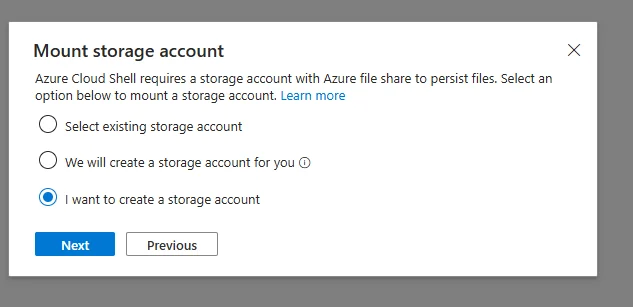 Mount storage account
Azure Cloud Shell requires a storage account with Azure file share to persist files. Select an
option below to mount a storage account. Learn more
Select existing storage account
We will create a storage account for you
I want to create a storage account
Next Previous